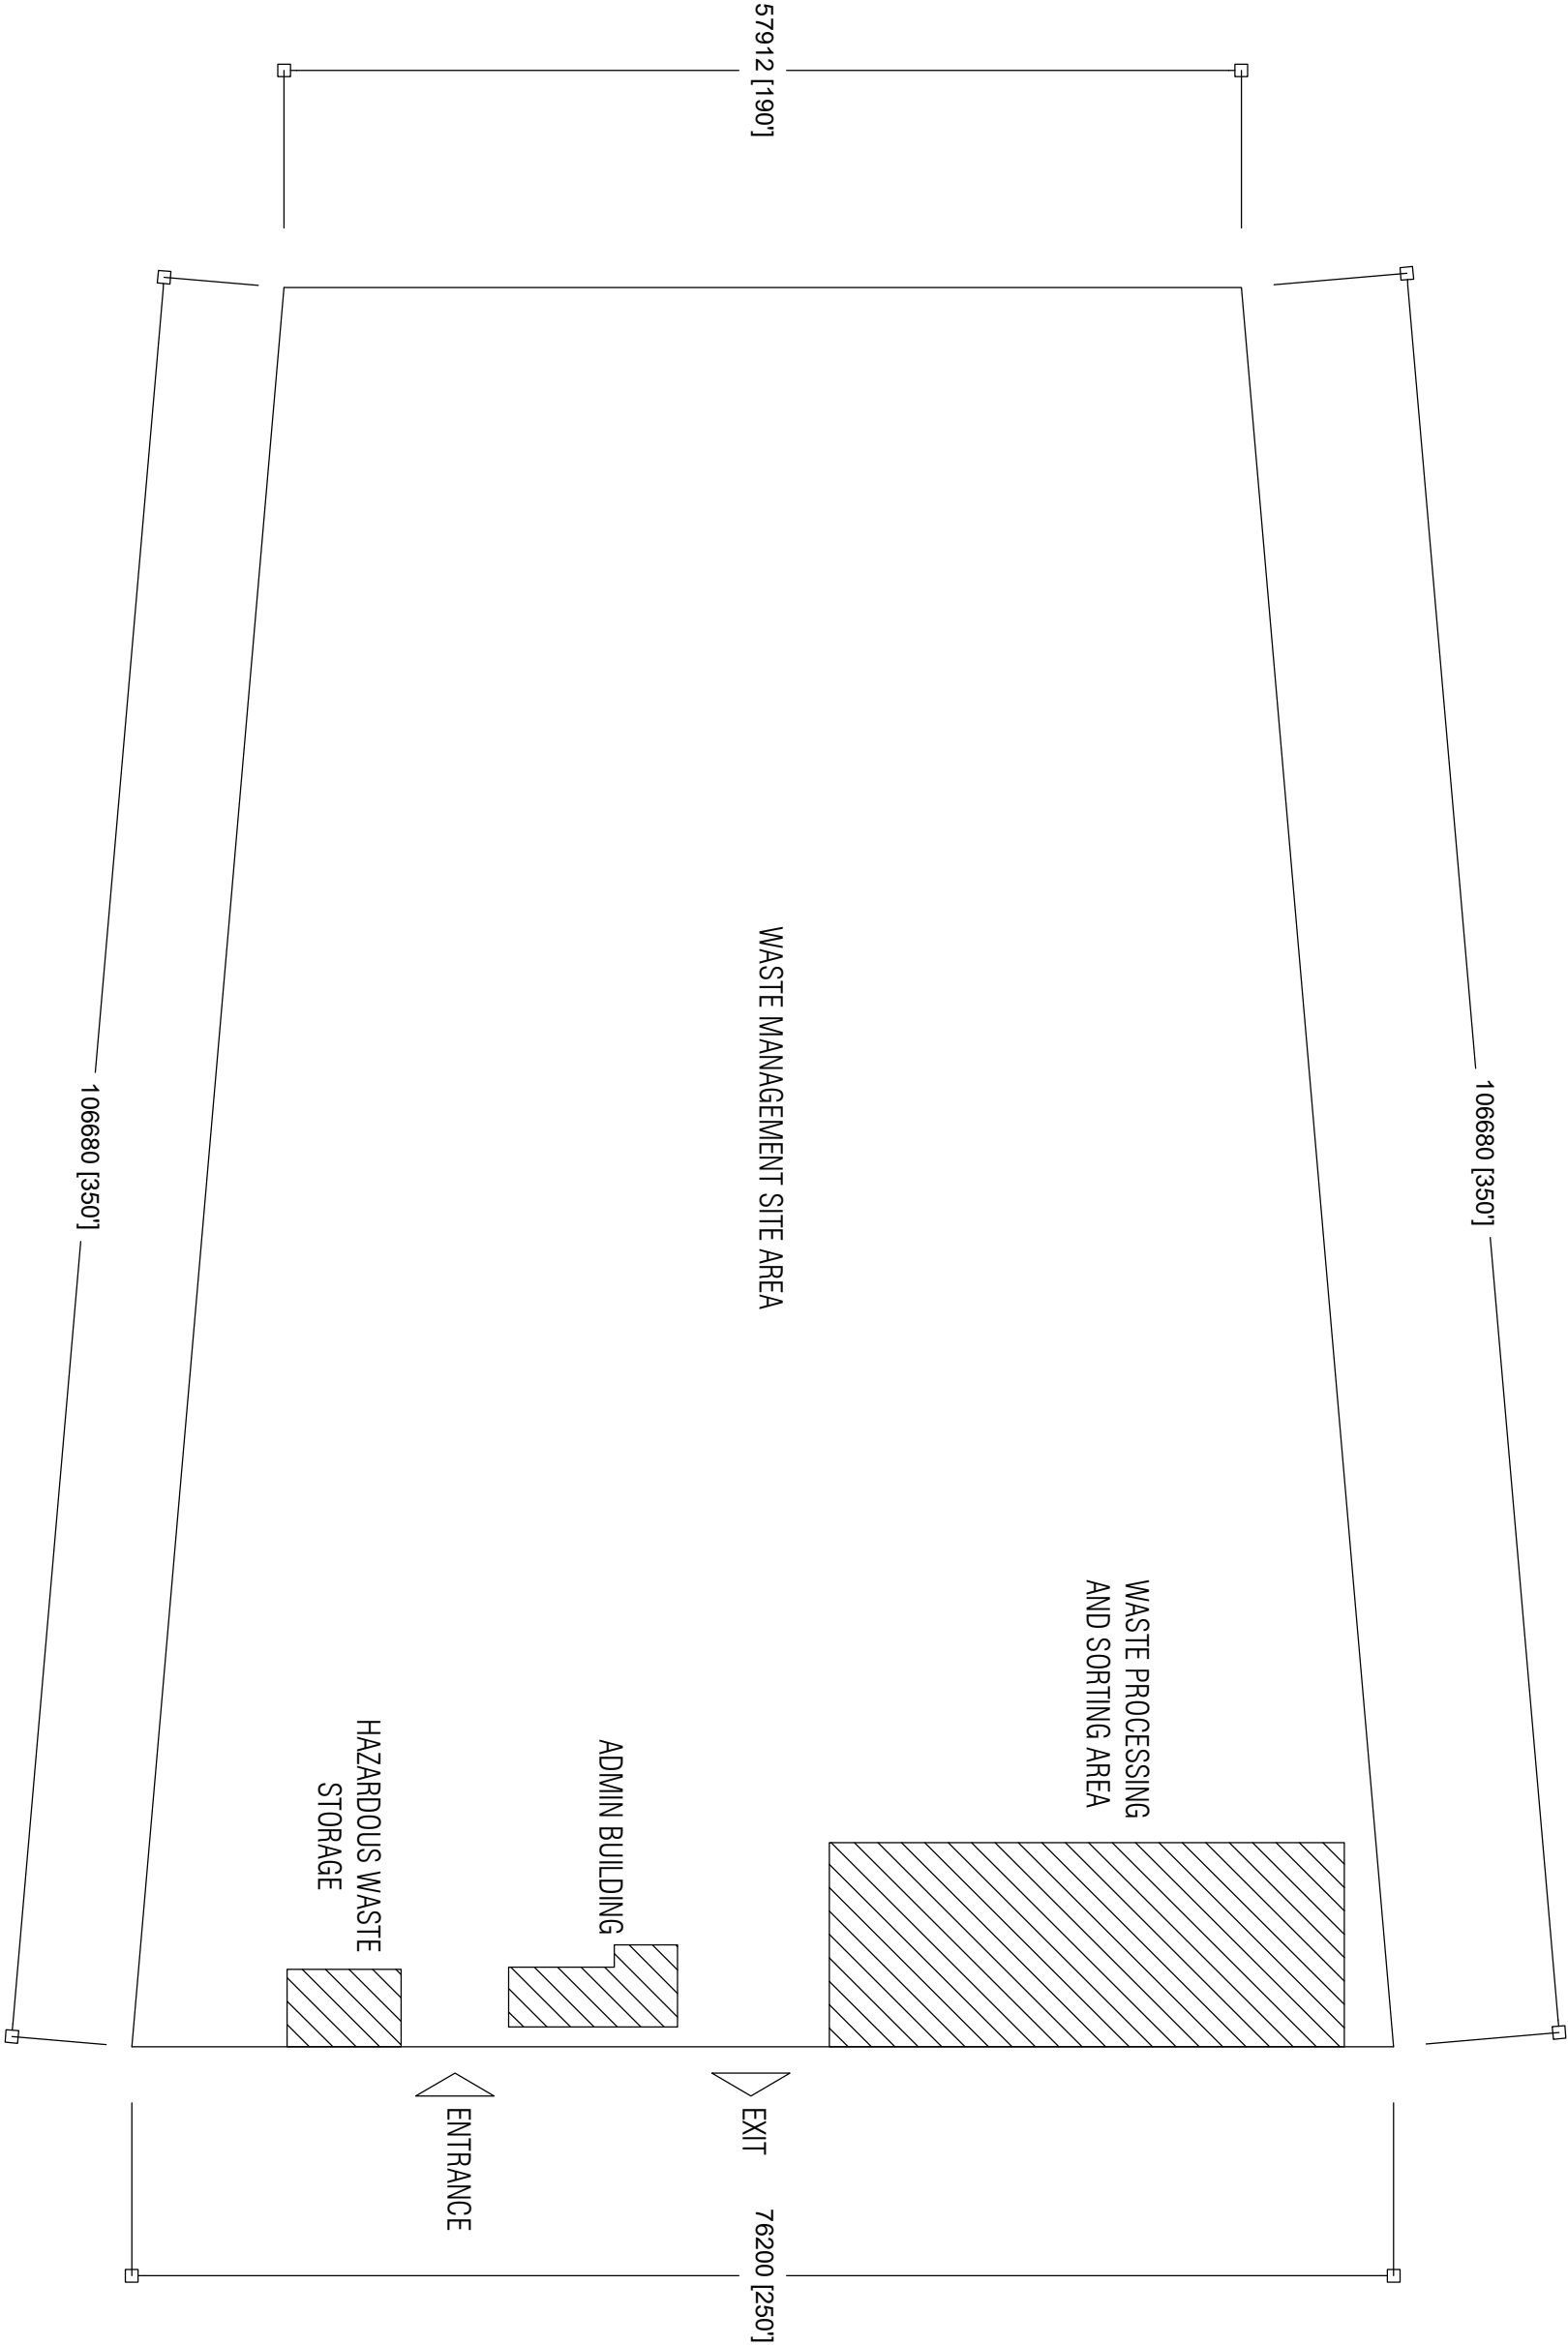 57912 [190']
106680 [350']
106680 [350']
WASTE MANAGEMENT SITE AREA
WASTE PROCESSING
AND SORTING AREA
ADMIN BUILDING
HAZARDOUS WASTE
STORAGE
EXIT
ENTRANCE
76200 [250']